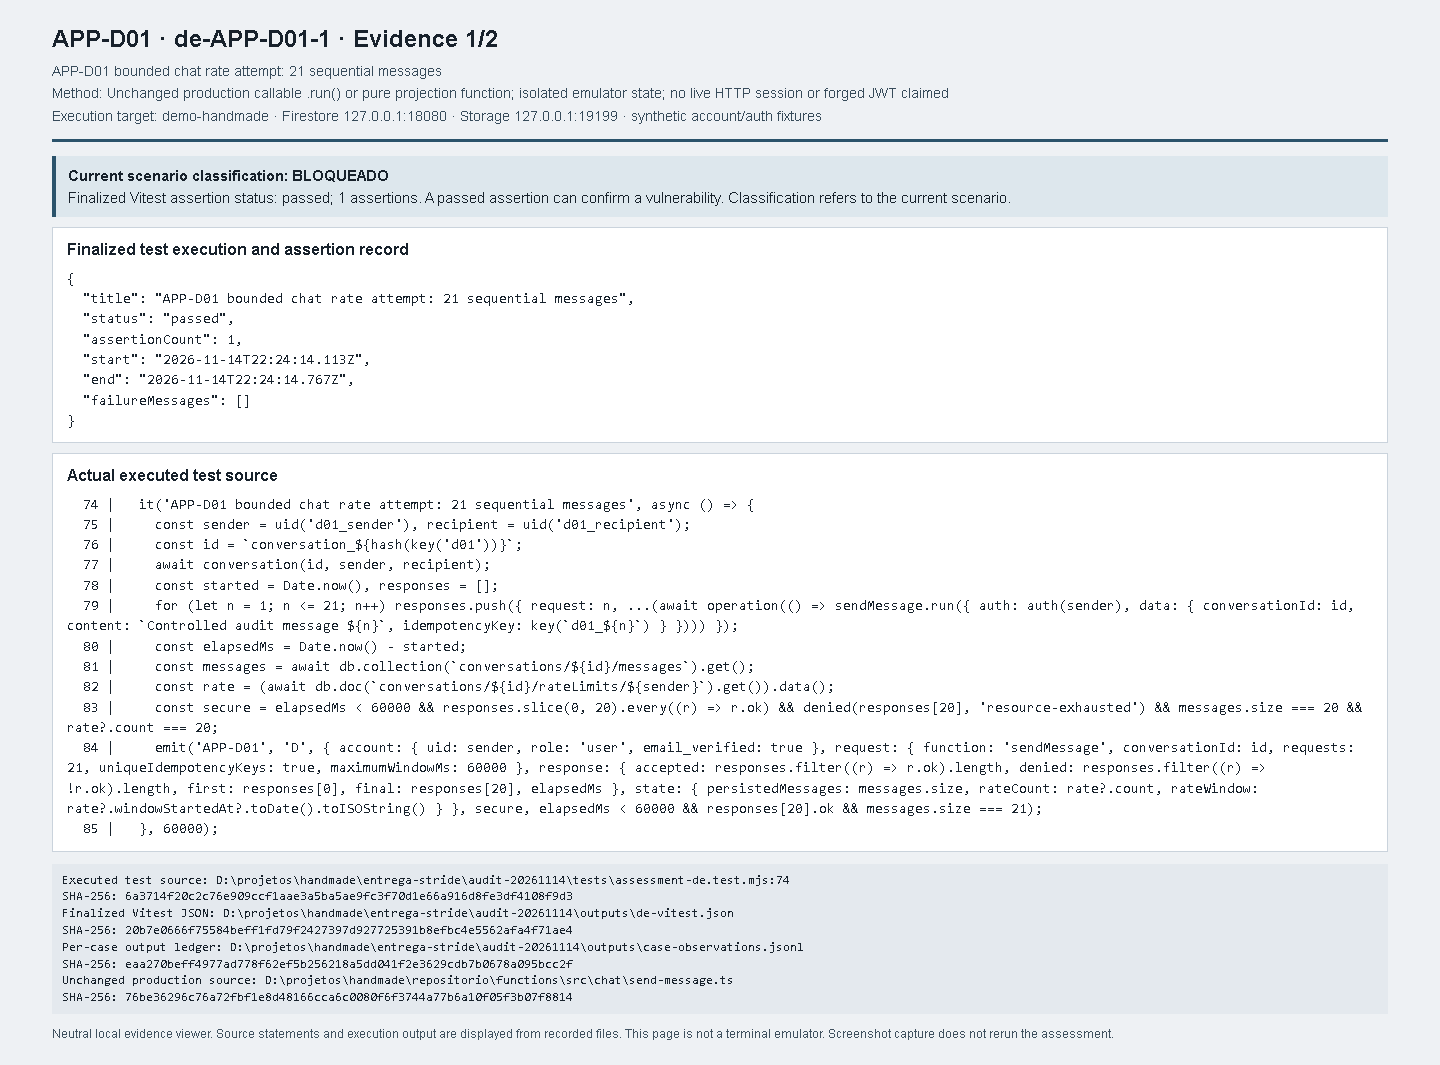 APP-D01 · de-APP-D01-1 · Evidence 1/2
APP-D01 bounded chat rate attempt: 21 sequential messages
Method: Unchanged production callable .run() or pure projection function; isolated emulator state; no live HTTP session or forged JWT claimed
Execution target: demo-handmade · Firestore 127.0.0.1:18080 · Storage 127.0.0.1:19199 · synthetic account/auth fixtures
Current scenario classification: BLOQUEADO
Finalized Vitest assertion status: passed; 1 assertions. A passed assertion can confirm a vulnerability. Classification refers to the current scenario.
Finalized test execution and assertion record
{
  "title": "APP-D01 bounded chat rate attempt: 21 sequential messages",
  "status": "passed",
  "assertionCount": 1,
  "start": "2026-11-14T22:24:14.113Z",
  "end": "2026-11-14T22:24:14.767Z",
  "failureMessages": []
}
Actual executed test source
  74 |   it('APP-D01 bounded chat rate attempt: 21 sequential messages', async () => {
  75 |     const sender = uid('d01_sender'), recipient = uid('d01_recipient');
  76 |     const id = `conversation_${hash(key('d01'))}`;
  77 |     await conversation(id, sender, recipient);
  78 |     const started = Date.now(), responses = [];
  79 |     for (let n = 1; n <= 21; n++) responses.push({ request: n, ...(await operation(() => sendMessage.run({ auth: auth(sender), data: { conversationId: id,
content: `Controlled audit message ${n}`, idempotencyKey: key(`d01_${n}`) } }))) });
  80 |     const elapsedMs = Date.now() - started;
  81 |     const messages = await db.collection(`conversations/${id}/messages`).get();
  82 |     const rate = (await db.doc(`conversations/${id}/rateLimits/${sender}`).get()).data();
  83 |     const secure = elapsedMs < 60000 && responses.slice(0, 20).every((r) => r.ok) && denied(responses[20], 'resource-exhausted') && messages.size === 20 &&
rate?.count === 20;
  84 |     emit('APP-D01', 'D', { account: { uid: sender, role: 'user', email_verified: true }, request: { function: 'sendMessage', conversationId: id, requests:
21, uniqueIdempotencyKeys: true, maximumWindowMs: 60000 }, response: { accepted: responses.filter((r) => r.ok).length, denied: responses.filter((r) =>
!r.ok).length, first: responses[0], final: responses[20], elapsedMs }, state: { persistedMessages: messages.size, rateCount: rate?.count, rateWindow:
rate?.windowStartedAt?.toDate().toISOString() } }, secure, elapsedMs < 60000 && responses[20].ok && messages.size === 21);
  85 |   }, 60000);
Executed test source: D:\projetos\handmade\entrega-stride\audit-20261114\tests\assessment-de.test.mjs:74
SHA-256: 6a3714f20c2c76e909ccf1aae3a5ba5ae9fc3f70d1e66a916d8fe3df4108f9d3
Finalized Vitest JSON: D:\projetos\handmade\entrega-stride\audit-20261114\outputs\de-vitest.json
SHA-256: 20b7e0666f75584beff1fd79f2427397d927725391b8efbc4e5562afa4f71ae4
Per-case output ledger: D:\projetos\handmade\entrega-stride\audit-20261114\outputs\case-observations.jsonl
SHA-256: eaa270beff4977ad778f62ef5b256218a5dd041f2e3629cdb7b0678a095bcc2f
Unchanged production source: D:\projetos\handmade\repositorio\functions\src\chat\send-message.ts
SHA-256: 76be36296c76a72fbf1e8d48166cca6c0080f6f3744a77b6a10f05f3b07f8814
Neutral local evidence viewer. Source statements and execution output are displayed from recorded files. This page is not a terminal emulator. Screenshot capture does not rerun the assessment.